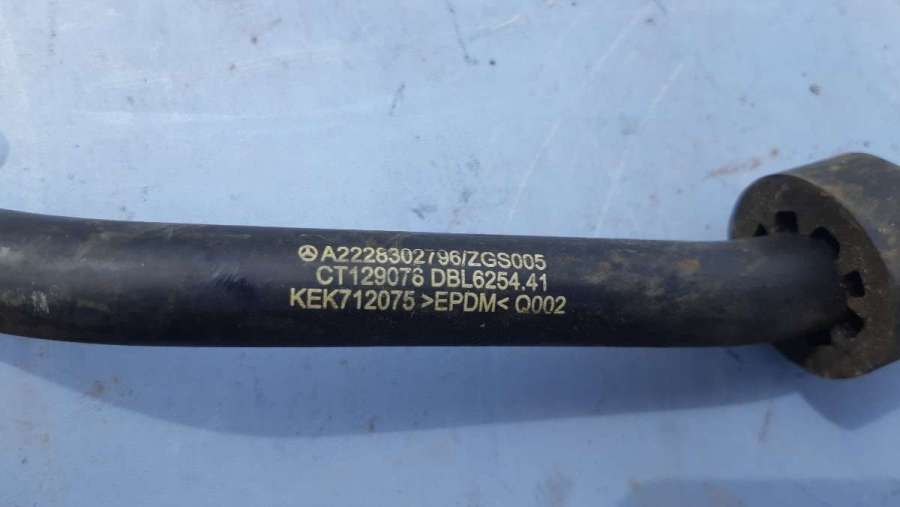 A2228302796/ZGS005
CT129076 DBL6254.41
KEK712075 >EPDM< Q002